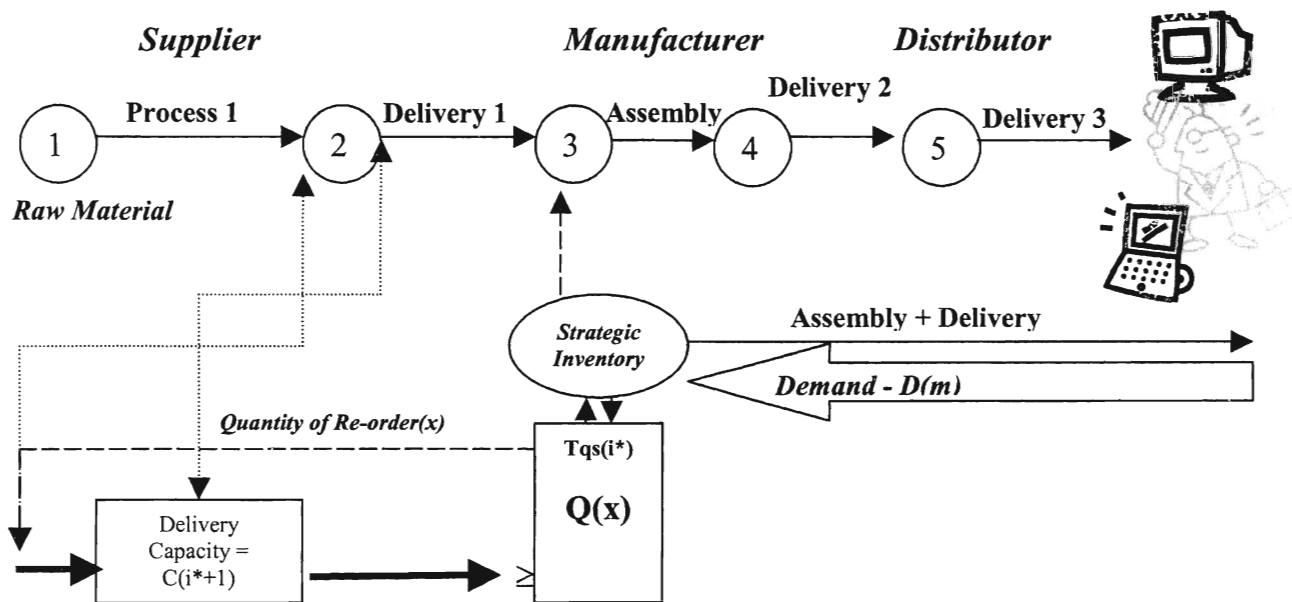 Supplier
Manufacturer
Distributor
Process 1
Delivery 1
Assembly
Delivery 2
Delivery 3
1
2
3
4
5
Raw Material
Strategic
Inventory
Assembly + Delivery
Demand - D(m)
Quantity of Re-order(x)
Tqs(i*)
Q(x)
Delivery
Capacity =
C(i*+1)
≥